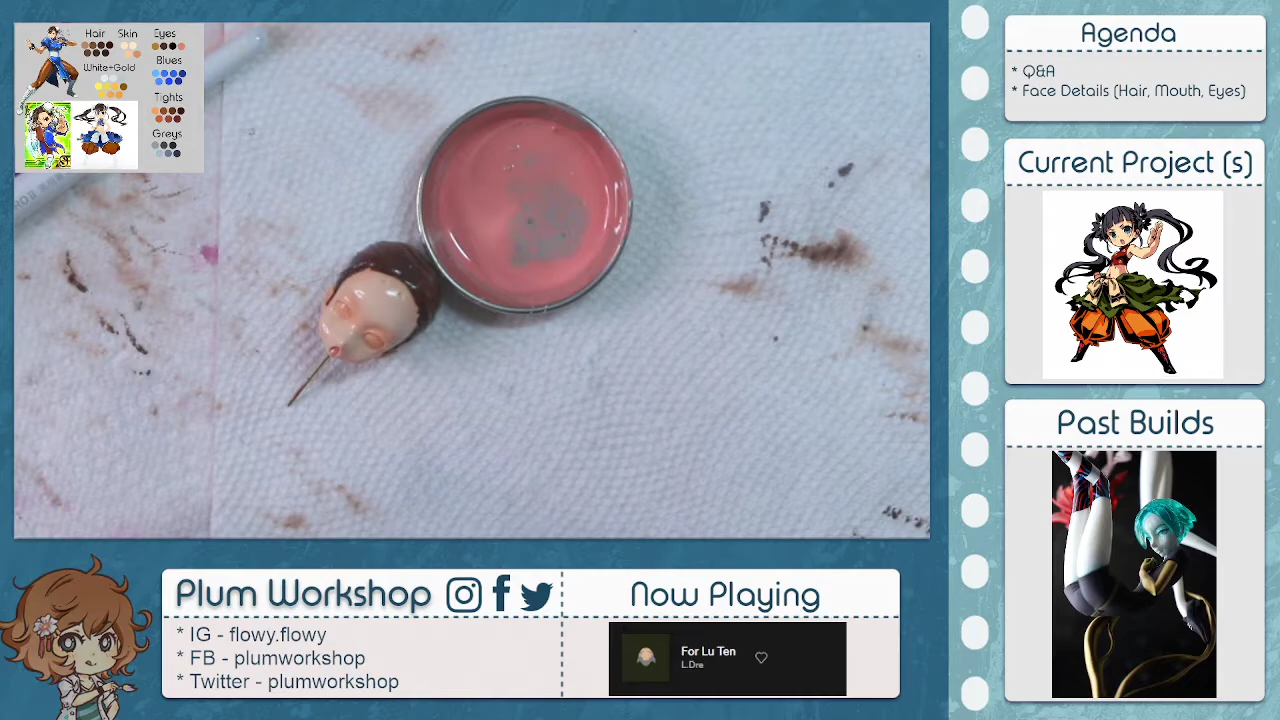 Hair Skin Eyes
White+Gold
Blues
Tights
Greys
Agenda
* Q&A
* Face Details (Hair, Mouth, Eyes)
Current Project (s)
Past Builds
Plum Workshop
* IG - flowy.flowy
* FB - plumworkshop
* Twitter - plumworkshop
Now Playing
For Lu Ten
L.Dre